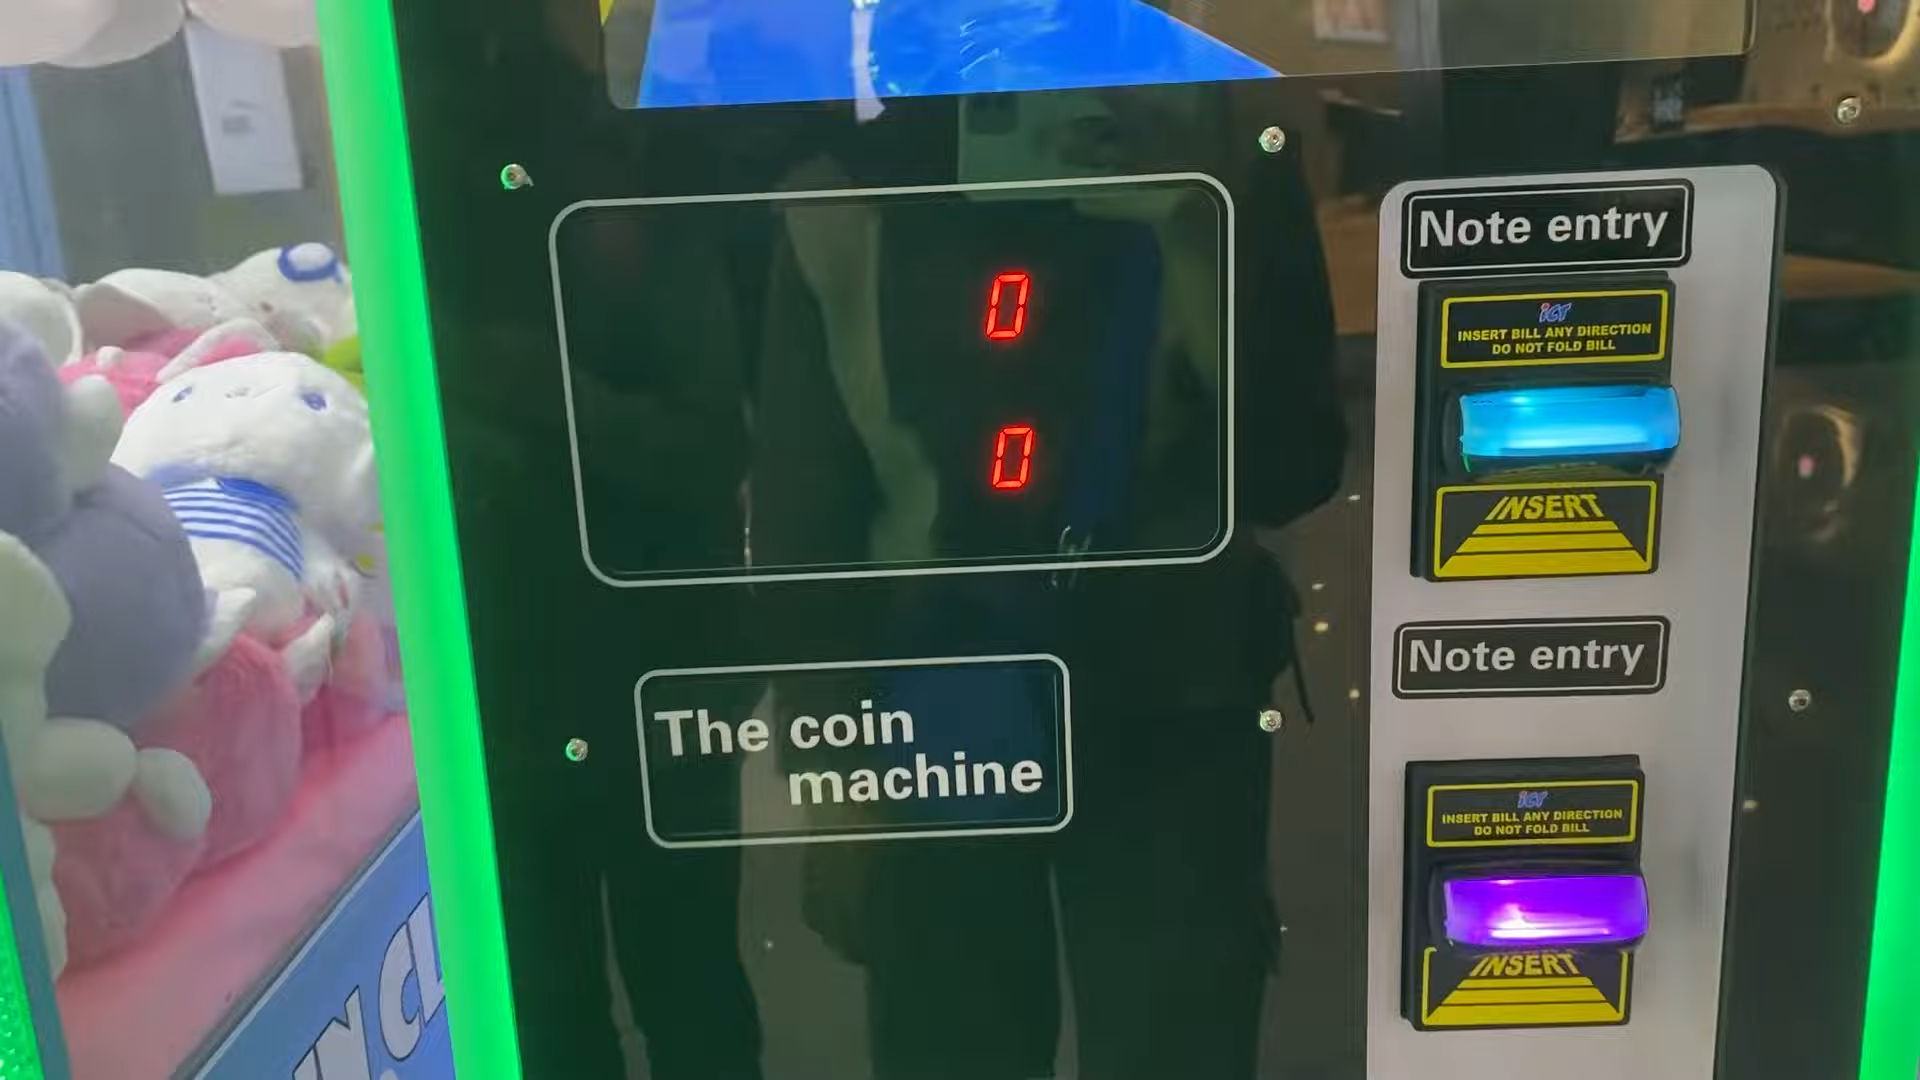 0
0
Note entry
ICT
INSERT BILL ANY DIRECTION
DO NOT FOLD BILL
INSERT
Note entry
ICT
INSERT BILL ANY DIRECTION
DO NOT FOLD BILL
INSERT
The coin
machine